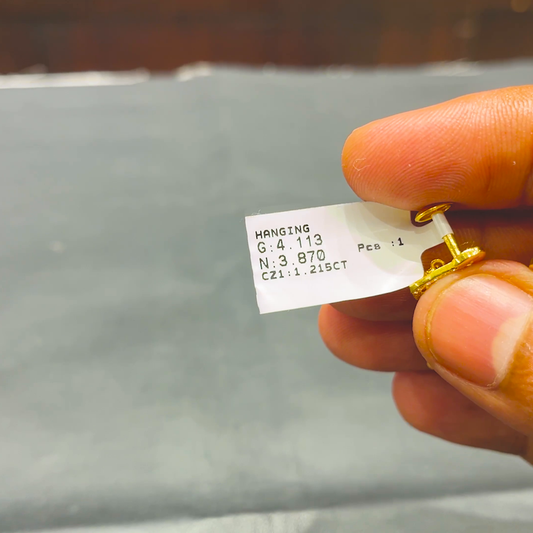 HANGING
G:4.113
Pcs :1
N:3.870
CZ1:1.215CT